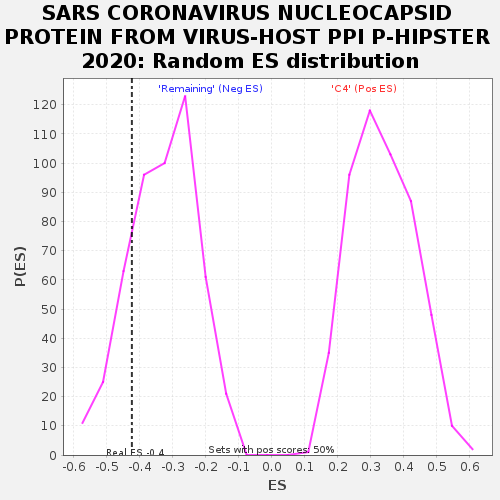 SARS CORONAVIRUS NUCLEOCAPSID
PROTEIN FROM VIRUS-HOST PPI P-HIPSTER
2020: Random ES distribution
'Remaining' (Neg ES) 'C4' (Pos ES)
120
110
100
90
80
70
60
50
40
30
20
10
0
P(ES)
Real ES -0.4 Sets with pos scores: 50%
-0.6 -0.5 -0.4 -0.3 -0.2 -0.1 0.0 0.1 0.2 0.3 0.4 0.5 0.6
ES